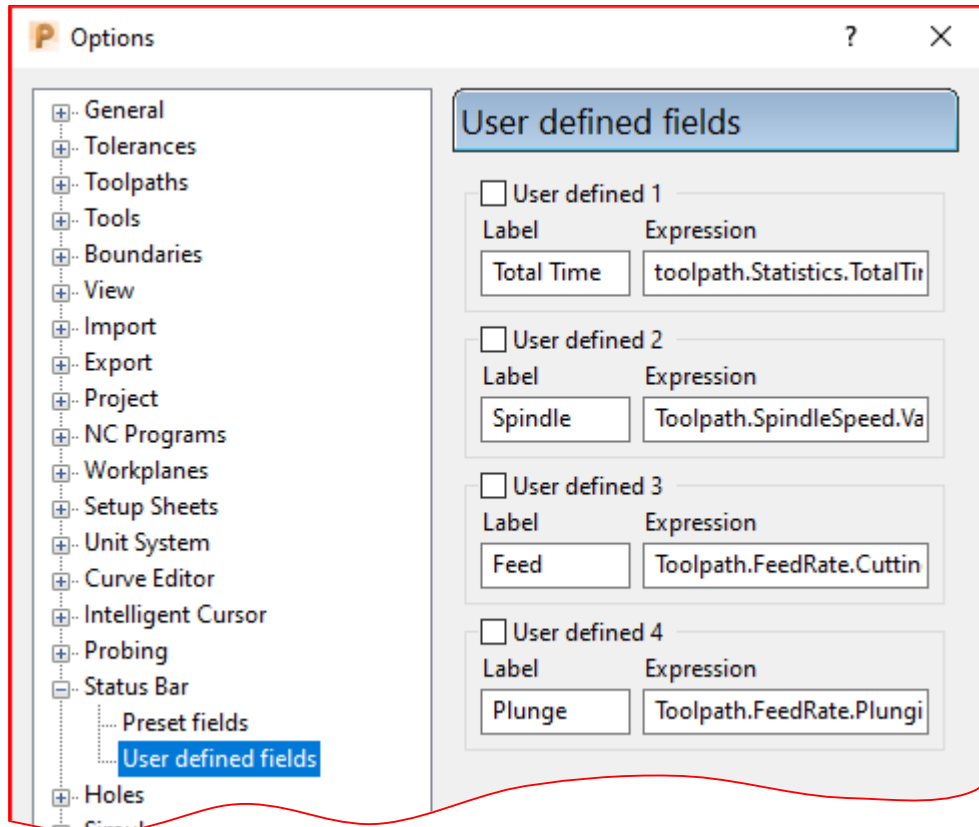 Options
?
General
Tolerances
Toolpaths
Tools
Boundaries
View
Import
Export
Project
NC Programs
Workplanes
Setup Sheets
Unit System
Curve Editor
Intelligent Cursor
Probing
Status Bar
Preset fields
User defined fields
Holes
User defined fields
User defined 1
Label Expression
Total Time toolpath.Statistics.TotalTi
User defined 2
Label Expression
Spindle Toolpath.SpindleSpeed.Va
User defined 3
Label Expression
Feed Toolpath.FeedRate.Cuttin
User defined 4
Label Expression
Plunge Toolpath.FeedRate.Plungi